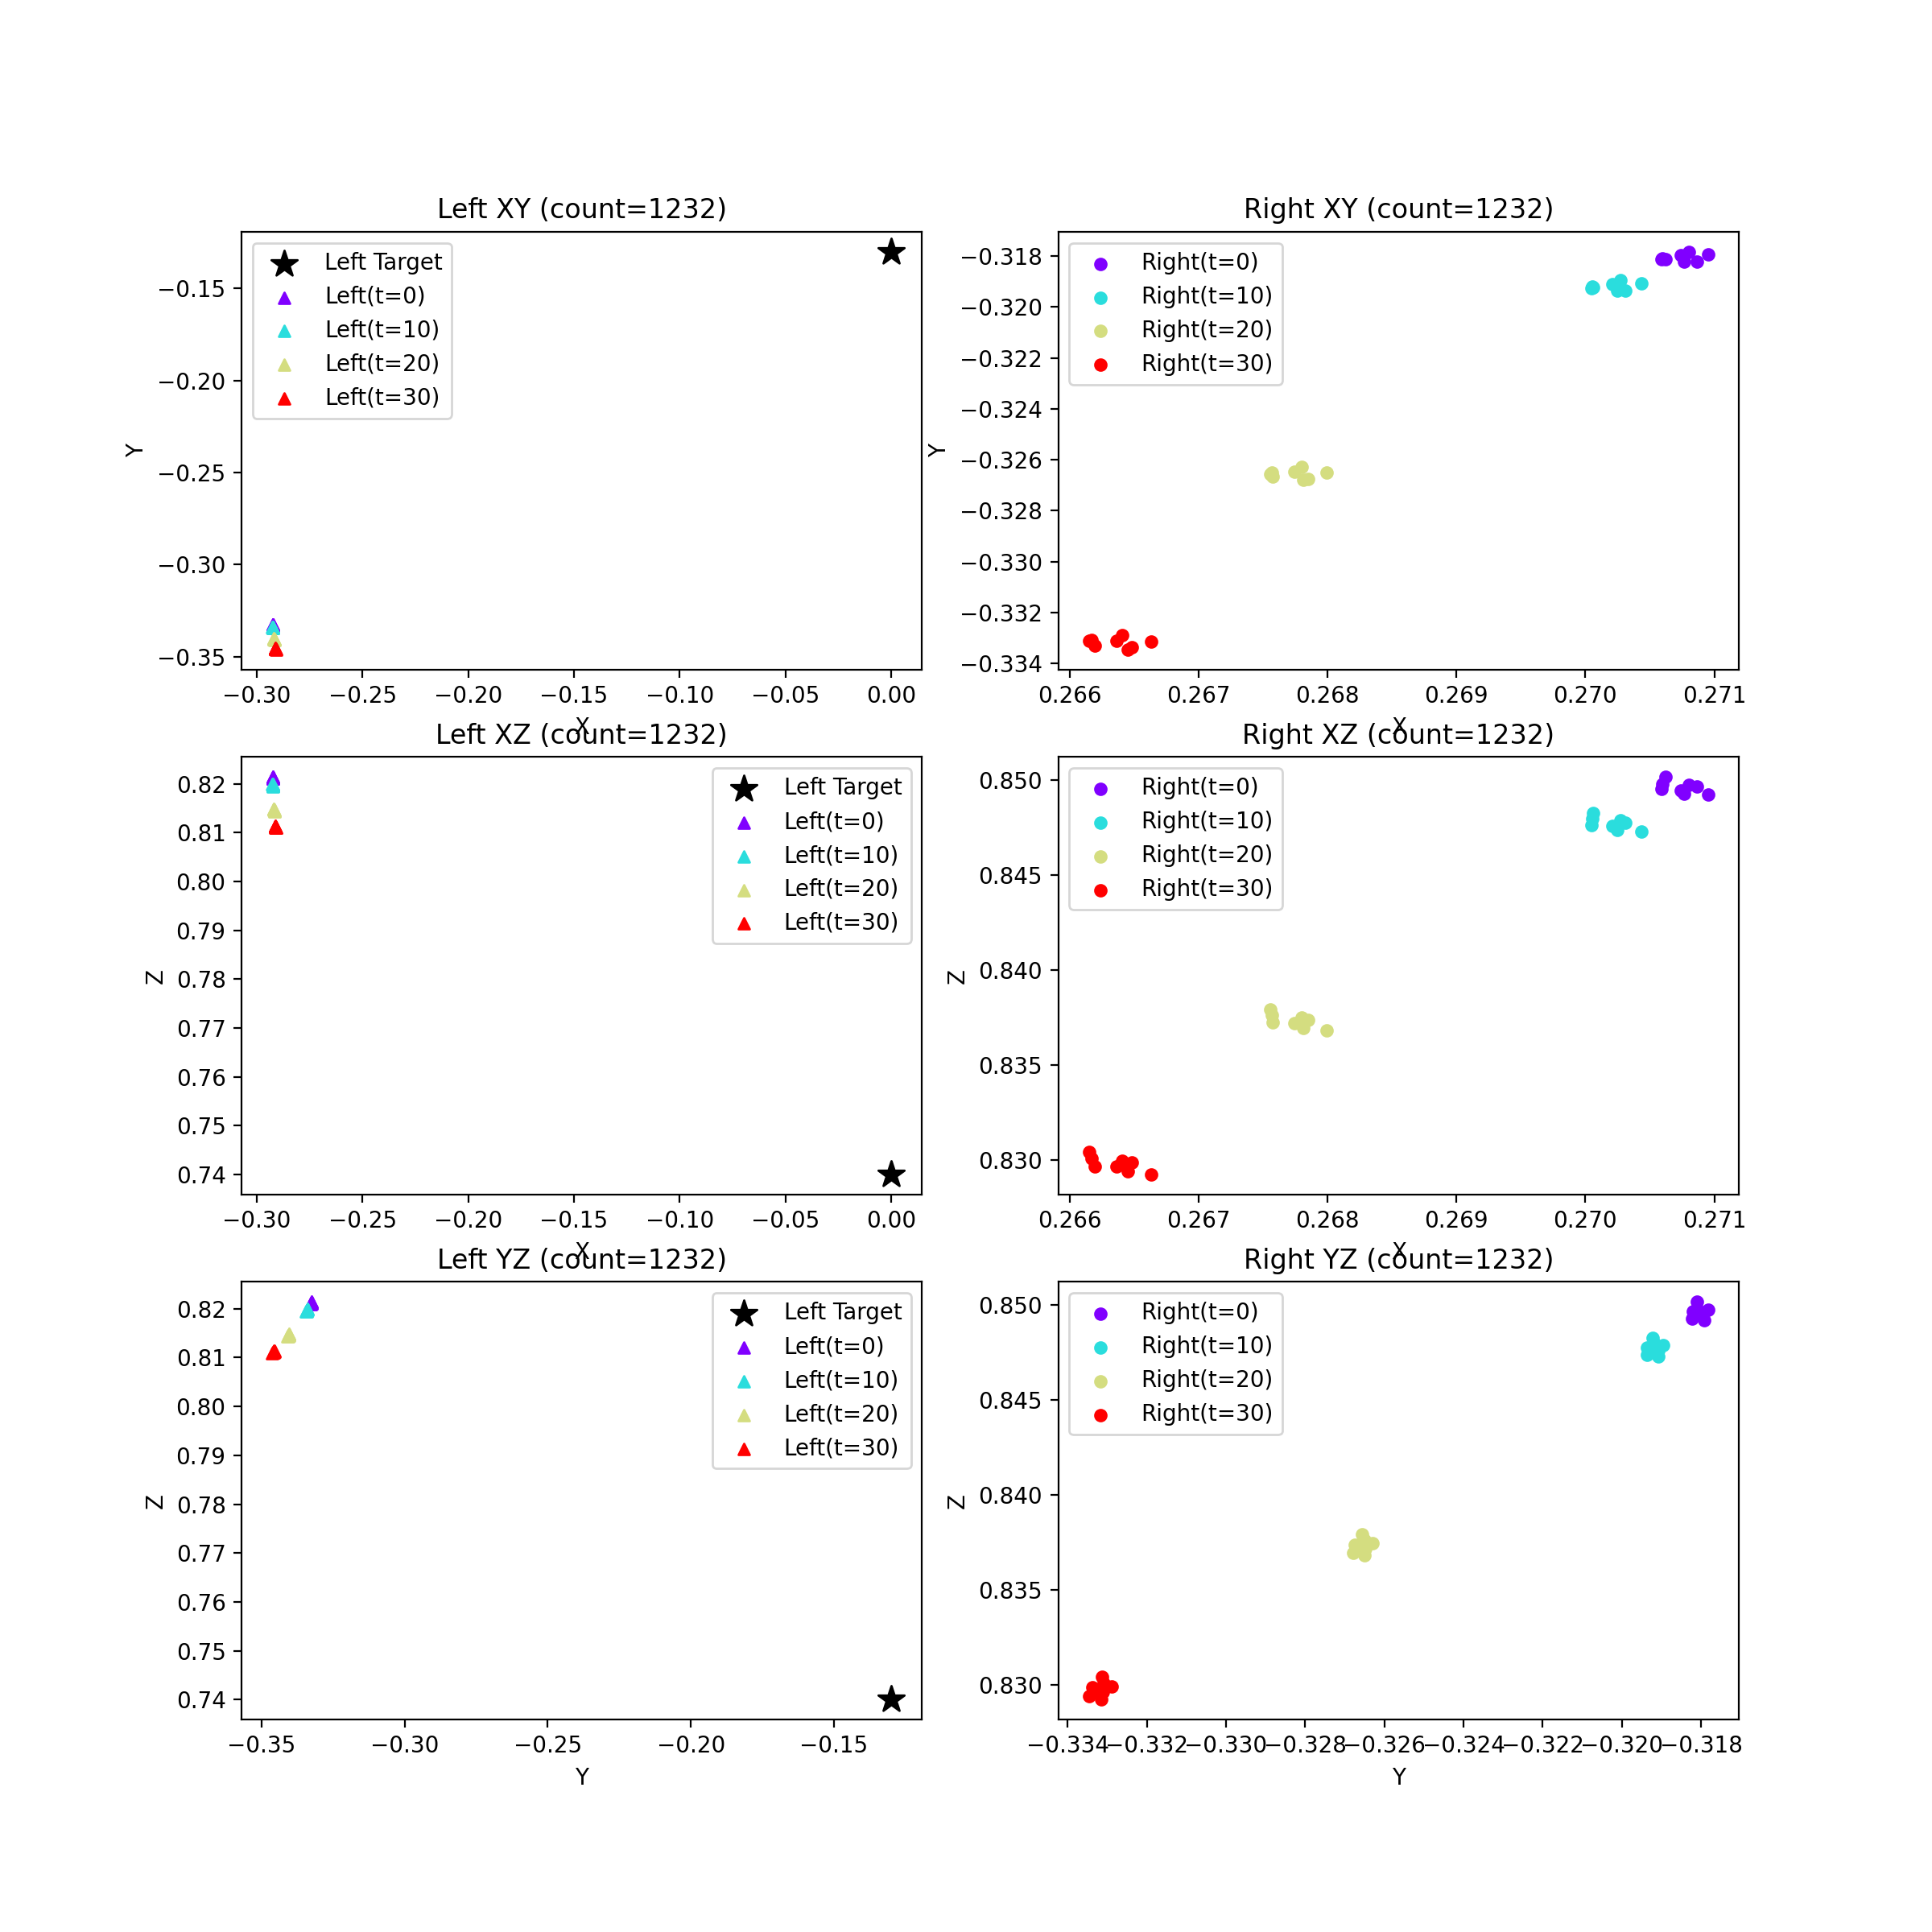 Left XY (count=1232)
Left Target
Left(t=0)
Left(t=10)
Left(t=20)
Left(t=30)
Y
−0.15
−0.20
−0.25
−0.30
−0.35
−0.30
−0.25
−0.20
−0.15
−0.10
−0.05
0.00
X
Right XY (count=1232)
Right(t=0)
Right(t=10)
Right(t=20)
Right(t=30)
Y
−0.318
−0.320
−0.322
−0.324
−0.326
−0.328
−0.330
−0.332
−0.334
0.266
0.267
0.268
0.269
0.270
0.271
X
Left XZ (count=1232)
Left Target
Left(t=0)
Left(t=10)
Left(t=20)
Left(t=30)
Z
0.82
0.81
0.80
0.79
0.78
0.77
0.76
0.75
0.74
−0.30
−0.25
−0.20
−0.15
−0.10
−0.05
0.00
X
Right XZ (count=1232)
Right(t=0)
Right(t=10)
Right(t=20)
Right(t=30)
Z
0.850
0.845
0.840
0.835
0.830
0.266
0.267
0.268
0.269
0.270
0.271
X
Left YZ (count=1232)
Left Target
Left(t=0)
Left(t=10)
Left(t=20)
Left(t=30)
Z
0.82
0.81
0.80
0.79
0.78
0.77
0.76
0.75
0.74
−0.35
−0.30
−0.25
−0.20
−0.15
Y
Right YZ (count=1232)
Right(t=0)
Right(t=10)
Right(t=20)
Right(t=30)
Z
0.850
0.845
0.840
0.835
0.830
−0.334
−0.332
−0.330
−0.328
−0.326
−0.324
−0.322
−0.320
−0.318
Y